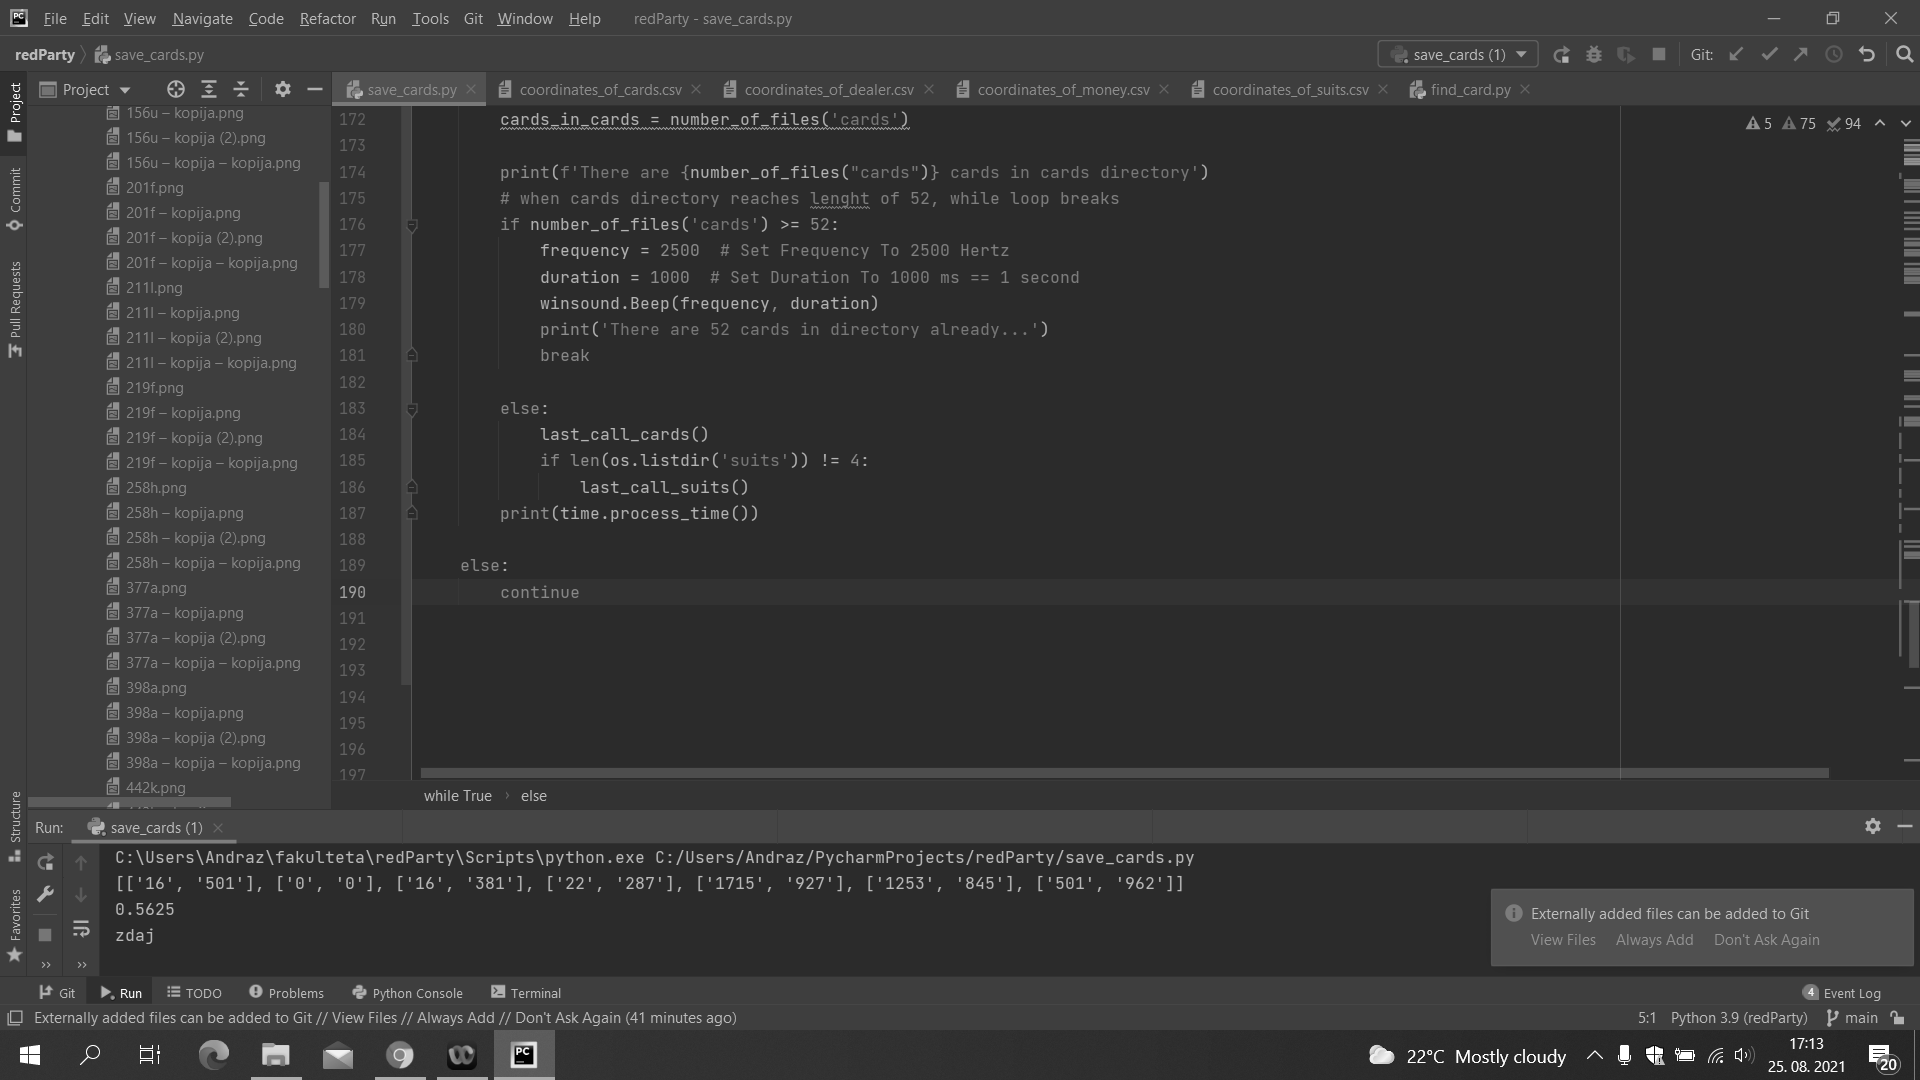 File Edit View Navigate Code Refactor Run Tools Git Window Help redParty - save_cards.py
redParty save_cards.py save_cards (1) Git:
Project save_cards.py coordinates_of_cards.csv coordinates_of_dealer.csv coordinates_of_money.csv coordinates_of_suits.csv find_card.py
Project
Commit
Pull Requests
Structure
Favorites
156u – kopija.png
156u – kopija (2).png
156u – kopija – kopija.png
201f.png
201f – kopija.png
201f – kopija (2).png
201f – kopija – kopija.png
211l.png
211l – kopija.png
211l – kopija (2).png
211l – kopija – kopija.png
219f.png
219f – kopija.png
219f – kopija (2).png
219f – kopija – kopija.png
258h.png
258h – kopija.png
258h – kopija (2).png
258h – kopija – kopija.png
377a.png
377a – kopija.png
377a – kopija (2).png
377a – kopija – kopija.png
398a.png
398a – kopija.png
398a – kopija (2).png
398a – kopija – kopija.png
442k.png
5 75 94
172 cards_in_cards = number_of_files('cards')
173
174 print(f'There are {number_of_files("cards")} cards in cards directory')
175 # when cards directory reaches lenght of 52, while loop breaks
176 if number_of_files('cards') >= 52:
177 frequency = 2500 # Set Frequency To 2500 Hertz
178 duration = 1000 # Set Duration To 1000 ms == 1 second
179 winsound.Beep(frequency, duration)
180 print('There are 52 cards in directory already...')
181 break
182
183 else:
184 last_call_cards()
185 if len(os.listdir('suits')) != 4:
186 last_call_suits()
187 print(time.process_time())
188
189 else:
190 continue
191
192
193
194
195
196
197
while True › else
Run: save_cards (1)
C:\Users\Andraz\fakulteta\redParty\Scripts\python.exe C:/Users/Andraz/PycharmProjects/redParty/save_cards.py
[['16', '501'], ['0', '0'], ['16', '381'], ['22', '287'], ['1715', '927'], ['1253', '845'], ['501', '962']]
0.5625
zdaj
Externally added files can be added to Git
View Files Always Add Don't Ask Again
Git Run TODO Problems Python Console Terminal 4 Event Log
Externally added files can be added to Git // View Files // Always Add // Don't Ask Again (41 minutes ago) 5:1 Python 3.9 (redParty) main
PC 22°C Mostly cloudy 17:13
25. 08. 2021 20